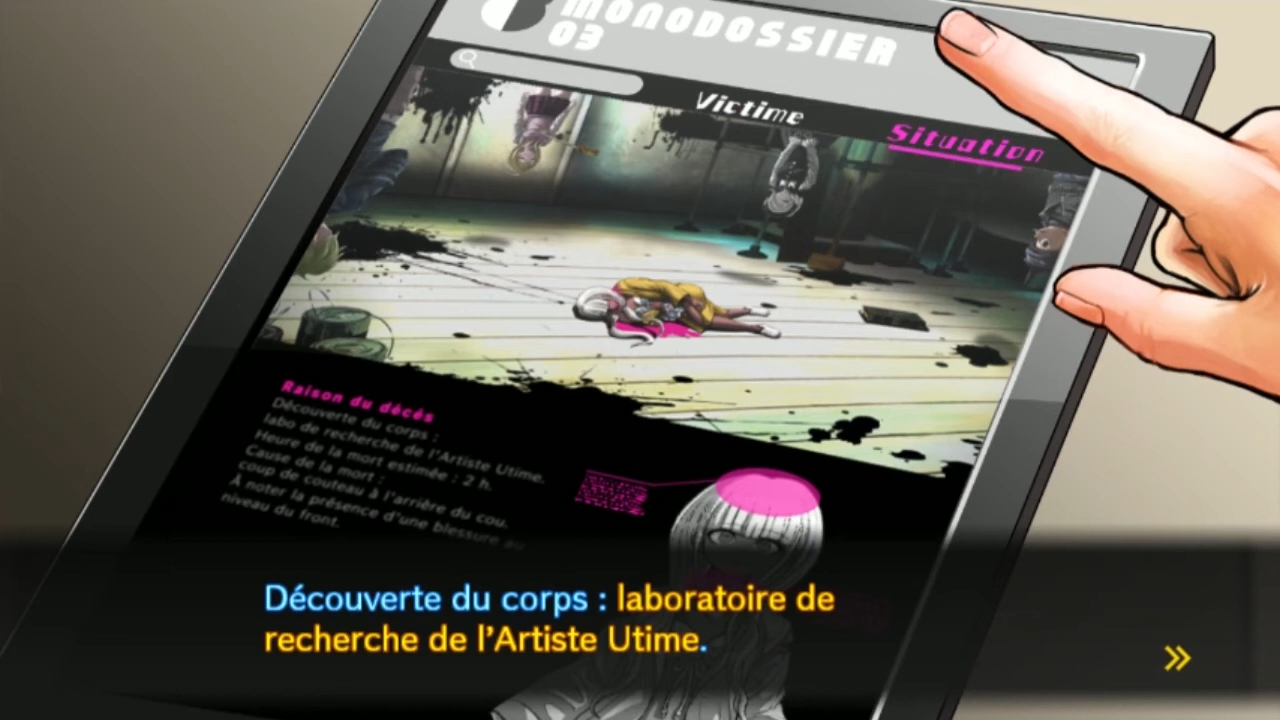 MONODOSSIER
03
Victime
Situation
Raison du décès
Découverte du corps :
labo de recherche de l'Artiste Utime.
Heure de la mort estimée : 2 h.
Cause de la mort :
coup de couteau à l'arrière du cou.
À noter la présence d'une blessure au
niveau du front.
Découverte du corps : laboratoire de
recherche de l'Artiste Utime.